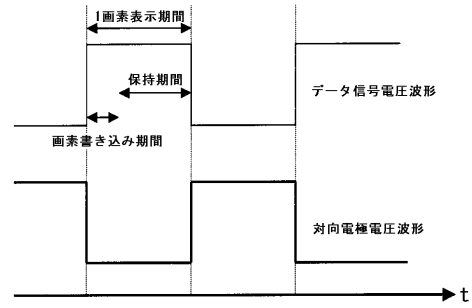 1画素表示期間
保持期間
データ信号電圧波形
画素書き込み期間
対向電極電圧波形
t